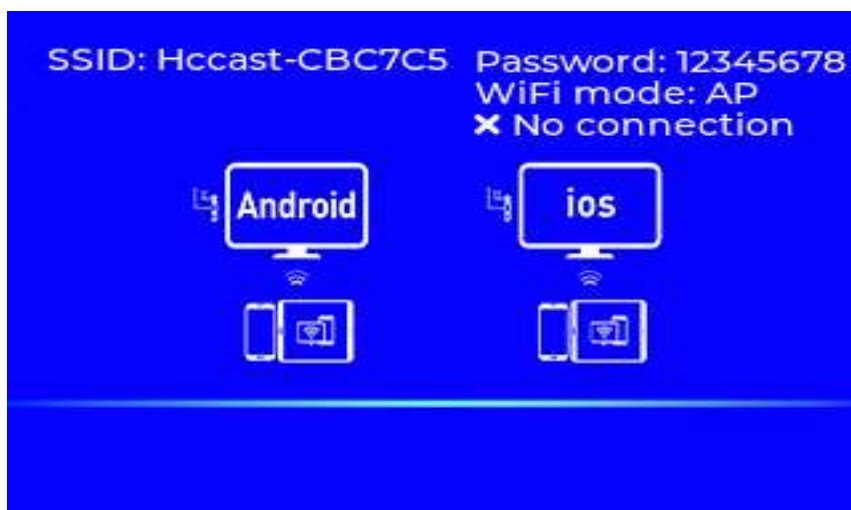 SSID: Hccast-CBC7C5
Password: 12345678
WiFi mode: AP
✖ No connection
Android
ios